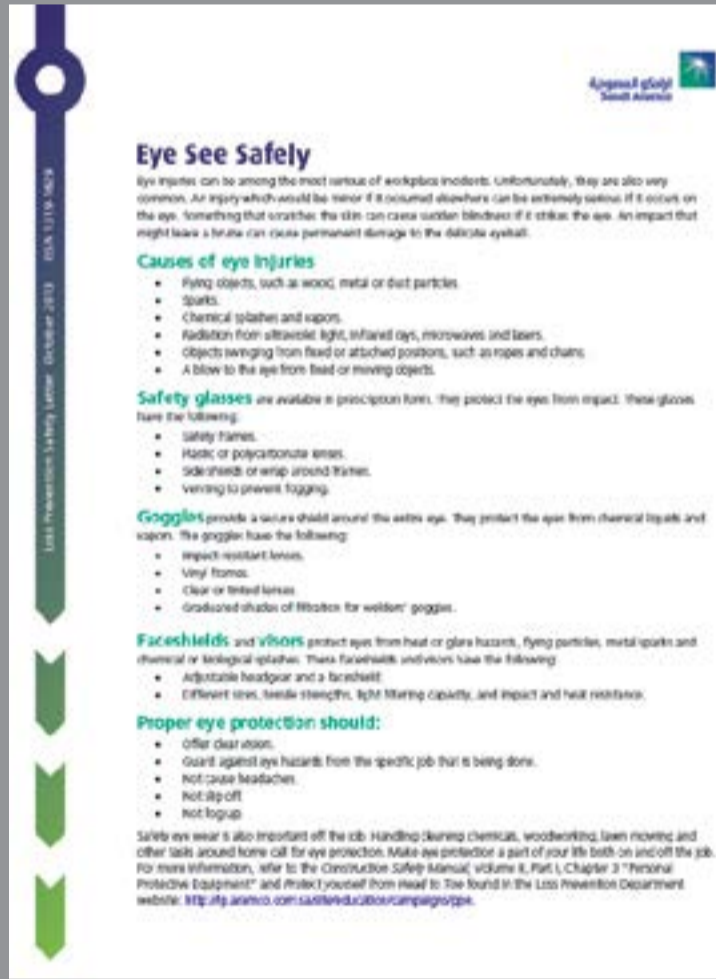 أرامكو السعودية
Saudi Aramco
Loss Prevention Safety Letter October 2013 ISSN 1319-1629
Eye See Safely
Eye injuries can be among the most serious of workplace incidents. Unfortunately, they are also very
common. An injury which would be minor if it occurred elsewhere can be extremely serious if it occurs on
the eye. Something that scratches the skin can cause sudden blindness if it strikes the eye. An impact that
might leave a bruise can cause permanent damage to the delicate eyeball.
Causes of eye injuries
• Flying objects, such as wood, metal or dust particles.
• Sparks.
• Chemical splashes and vapors.
• Radiation from ultraviolet light, infrared rays, microwaves and lasers.
• Objects swinging from fixed or attached positions, such as ropes and chains.
• A blow to the eye from fixed or moving objects.
Safety glasses are available in prescription form. They protect the eyes from impact. These glasses
have the following:
• Safety frames.
• Plastic or polycarbonate lenses.
• Side shields or wrap around frames.
• Venting to prevent fogging.
Goggles provide a secure shield around the entire eye. They protect the eyes from chemical liquids and
vapors. The goggles have the following:
• Impact resistant lenses.
• Vinyl frames.
• Clear or tinted lenses.
• Graduated shades of filtration for welders' goggles.
Faceshields and visors protect eyes from heat or glare hazards, flying particles, metal sparks and
chemical or biological splashes. These faceshields and visors have the following:
• Adjustable headgear and a faceshield.
• Different sizes, tensile strengths, light filtering capacity, and impact and heat resistance.
Proper eye protection should:
• Offer clear vision.
• Guard against eye hazards from the specific job that is being done.
• Not cause headaches.
• Not slip off.
• Not fog up.
Safety eye wear is also important off the job. Handling cleaning chemicals, woodworking, lawn mowing and
other tasks around home call for eye protection. Make eye protection a part of your life both on and off the job.
For more information, refer to the Construction Safety Manual, Volume II, Part I, Chapter 3 "Personal
Protective Equipment" and Protect yourself from Head to Toe found in the Loss Prevention Department
website: